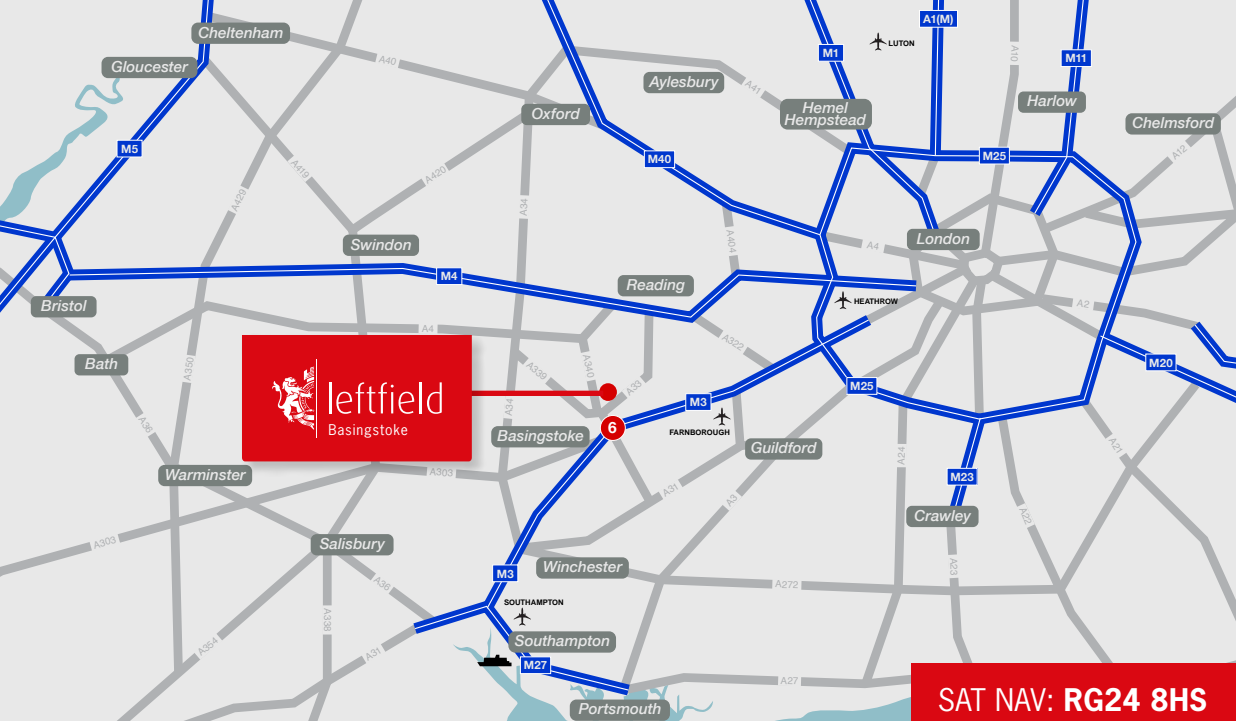 Cheltenham
A1(M)
LUTON
A10
M1
M11
Gloucester
A40
Aylesbury
A41
Harlow
Hemel
Hempstead
Oxford
Chelmsford
M5
M40
M25
A12
A419
A420
A429
A34
A404
Swindon
A4
London
M4
Reading
HEATHROW
Bristol
A2
A4
A322
Bath
A350
A339
A340
A33
M20
leftfield
Basingstoke
A34
M3
M25
6
FARNBOROUGH
A36
Basingstoke
Guildford
A24
A21
Warminster
A303
A31
A3
M23
Crawley
A22
A303
Salisbury
Winchester
A23
M3
A36
A272
SOUTHAMPTON
A338
Southampton
A354
A31
M27
A27
Portsmouth
SAT NAV: RG24 8HS